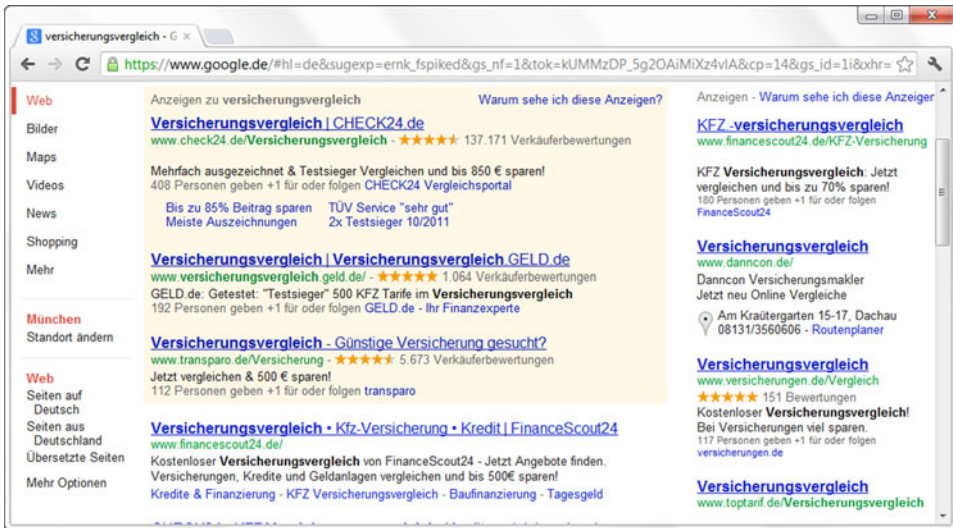 versicherungsvergleich - G
https://www.google.de/#hl=de&sugexp=ernk_fspiked&gs_nf=1&tok=kUMMzDP_5g2OAiMiXz4vIA&cp=14&gs_id=1i&xhr=
Web
Bilder
Maps
Videos
News
Shopping
Mehr
München
Standort ändern
Web
Seiten auf
Deutsch
Seiten aus
Deutschland
Übersetzte Seiten
Mehr Optionen
Anzeigen zu versicherungsvergleich Warum sehe ich diese Anzeigen?
Versicherungsvergleich | CHECK24.de
www.check24.de/Versicherungsvergleich - 137.171 Verkäuferbewertungen
Mehrfach ausgezeichnet & Testsieger Vergleichen und bis 850 € sparen!
408 Personen geben +1 für oder folgen CHECK24 Vergleichsportal
Bis zu 85% Beitrag sparen TÜV Service "sehr gut"
Meiste Auszeichnungen 2x Testsieger 10/2011
Versicherungsvergleich | Versicherungsvergleich.GELD.de
www.versicherungsvergleich.geld.de/ - 1.064 Verkäuferbewertungen
GELD.de: Getestet: "Testsieger" 500 KFZ Tarife im Versicherungsvergleich
192 Personen geben +1 für oder folgen GELD.de - Ihr Finanzexperte
Versicherungsvergleich - Günstige Versicherung gesucht?
www.transparo.de/Versicherung - 5.673 Verkäuferbewertungen
Jetzt vergleichen & 500 € sparen!
112 Personen geben +1 für oder folgen transparo
Versicherungsvergleich • Kfz-Versicherung • Kredit | FinanceScout24
www.financescout24.de/
Kostenloser Versicherungsvergleich von FinanceScout24 - Jetzt Angebote finden.
Versicherungen, Kredite und Geldanlagen vergleichen und bis 500€ sparen!
Kredite & Finanzierung - KFZ Versicherungsvergleich - Baufinanzierung - Tagesgeld
Anzeigen - Warum sehe ich diese Anzeigen
KFZ.-versicherungsvergleich
www.financescout24.de/KFZ-Versicherung
KFZ Versicherungsvergleich: Jetzt
vergleichen und bis zu 70% sparen!
180 Personen geben +1 für oder folgen
FinanceScout24
Versicherungsvergleich
www.danncon.de/
Danncon Versicherungsmakler
Jetzt neu Online Vergleiche
Am Kräutergarten 15-17, Dachau
08131/3560606 - Routenplaner
Versicherungsvergleich
www.versicherungen.de/Vergleich
151 Bewertungen
Kostenloser Versicherungsvergleich!
Bei Versicherungen viel sparen.
117 Personen geben +1 für oder folgen
versicherungen.de
Versicherungsvergleich
www.toptarif.de/Versicherungsvergleich